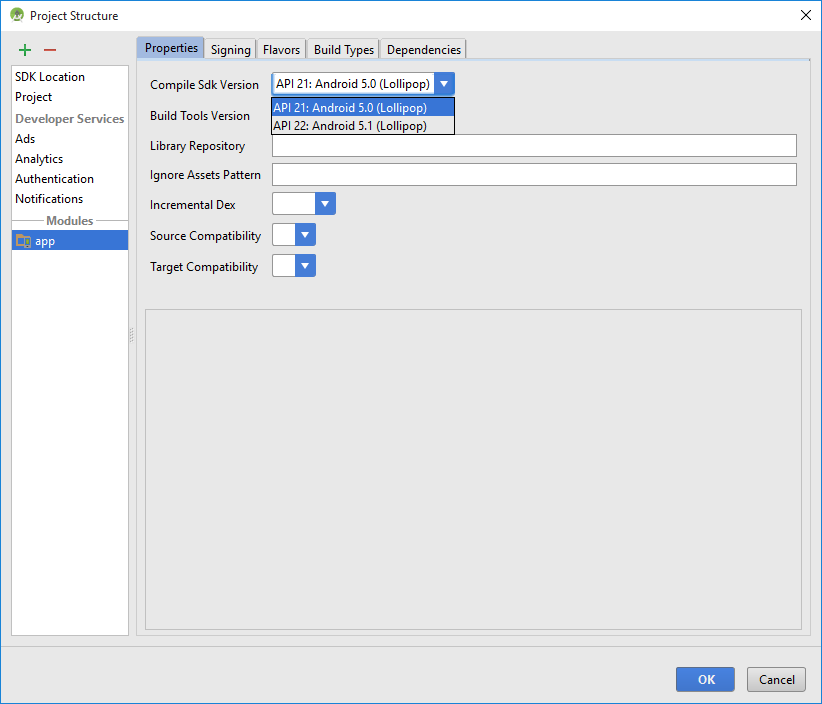 Project Structure
SDK Location
Project
Developer Services
Ads
Analytics
Authentication
Notifications
Modules
app
Properties Signing Flavors Build Types Dependencies
Compile Sdk Version API 21: Android 5.0 (Lollipop)
API 21: Android 5.0 (Lollipop)
Build Tools Version
API 22: Android 5.1 (Lollipop)
Library Repository
Ignore Assets Pattern
Incremental Dex
Source Compatibility
Target Compatibility
OK Cancel